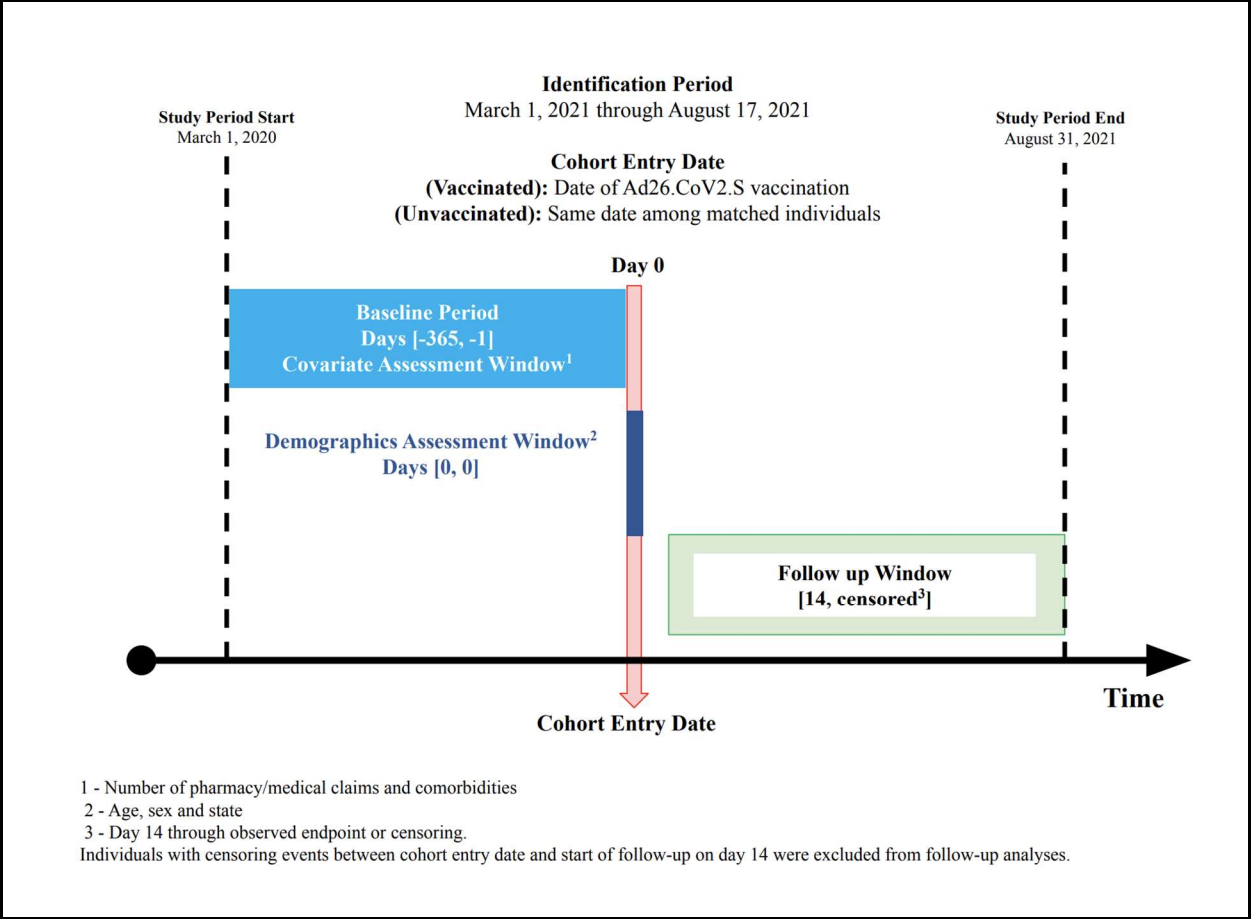 Identification Period
March 1, 2021 through August 17, 2021
Study Period Start
March 1, 2020
Study Period End
August 31, 2021
Cohort Entry Date
(Vaccinated): Date of Ad26.CoV2.S vaccination
(Unvaccinated): Same date among matched individuals
Day 0
Baseline Period
Days [-365, -1]
Covariate Assessment Window1
Demographics Assessment Window2
Days [0, 0]
Follow up Window
[14, censored3]
Time
Cohort Entry Date
1 - Number of pharmacy/medical claims and comorbidities
2 - Age, sex and state
3 - Day 14 through observed endpoint or censoring.
Individuals with censoring events between cohort entry date and start of follow-up on day 14 were excluded from follow-up analyses.